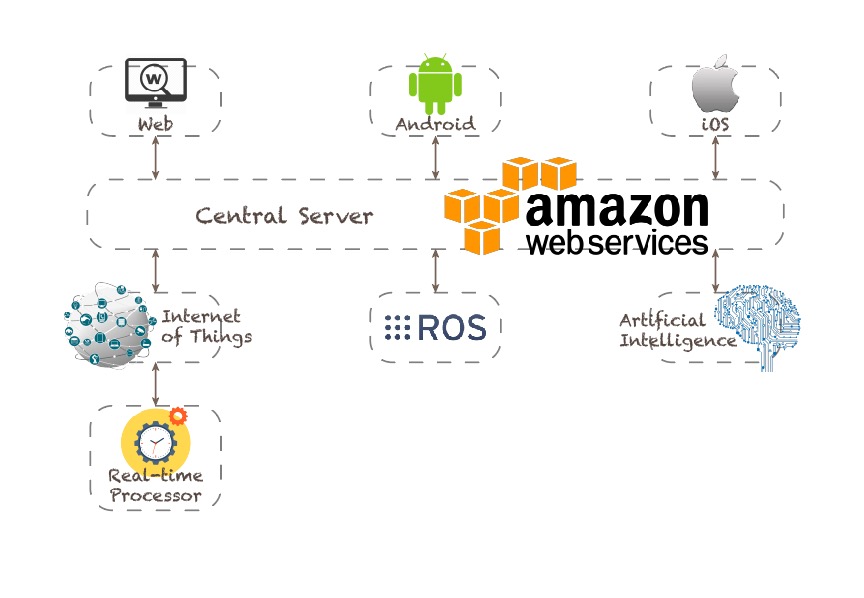 W
Web
Android
iOS
Central Server
amazon
webservices
Internet
of Things
ROS
Artificial
Intelligence
Real-time
Processor